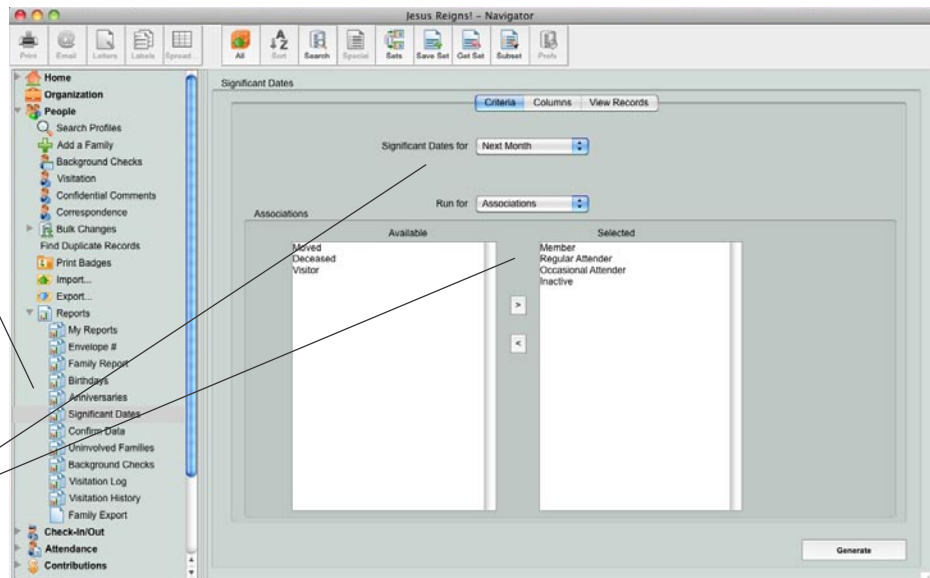 Jesus Reigns! – Navigator
Print Email Letters Labels Spread... All Sort Search Special Sets Save Set Get Set Subset Prefs
Home
Organization
People
Search Profiles
Add a Family
Background Checks
Visitation
Confidential Comments
Correspondence
Bulk Changes
Find Duplicate Records
Print Badges
Import...
Export...
Reports
My Reports
Envelope #
Family Report
Birthdays
Anniversaries
Significant Dates
Confirm Data
Uninvolved Families
Background Checks
Visitation Log
Visitation History
Family Export
Check-In/Out
Attendance
Contributions
Significant Dates
Criteria Columns View Records
Significant Dates for Next Month
Run for Associations
Associations
Available Selected
Moved
Deceased
Visitor
Member
Regular Attender
Occasional Attender
Inactive
>
<
Generate